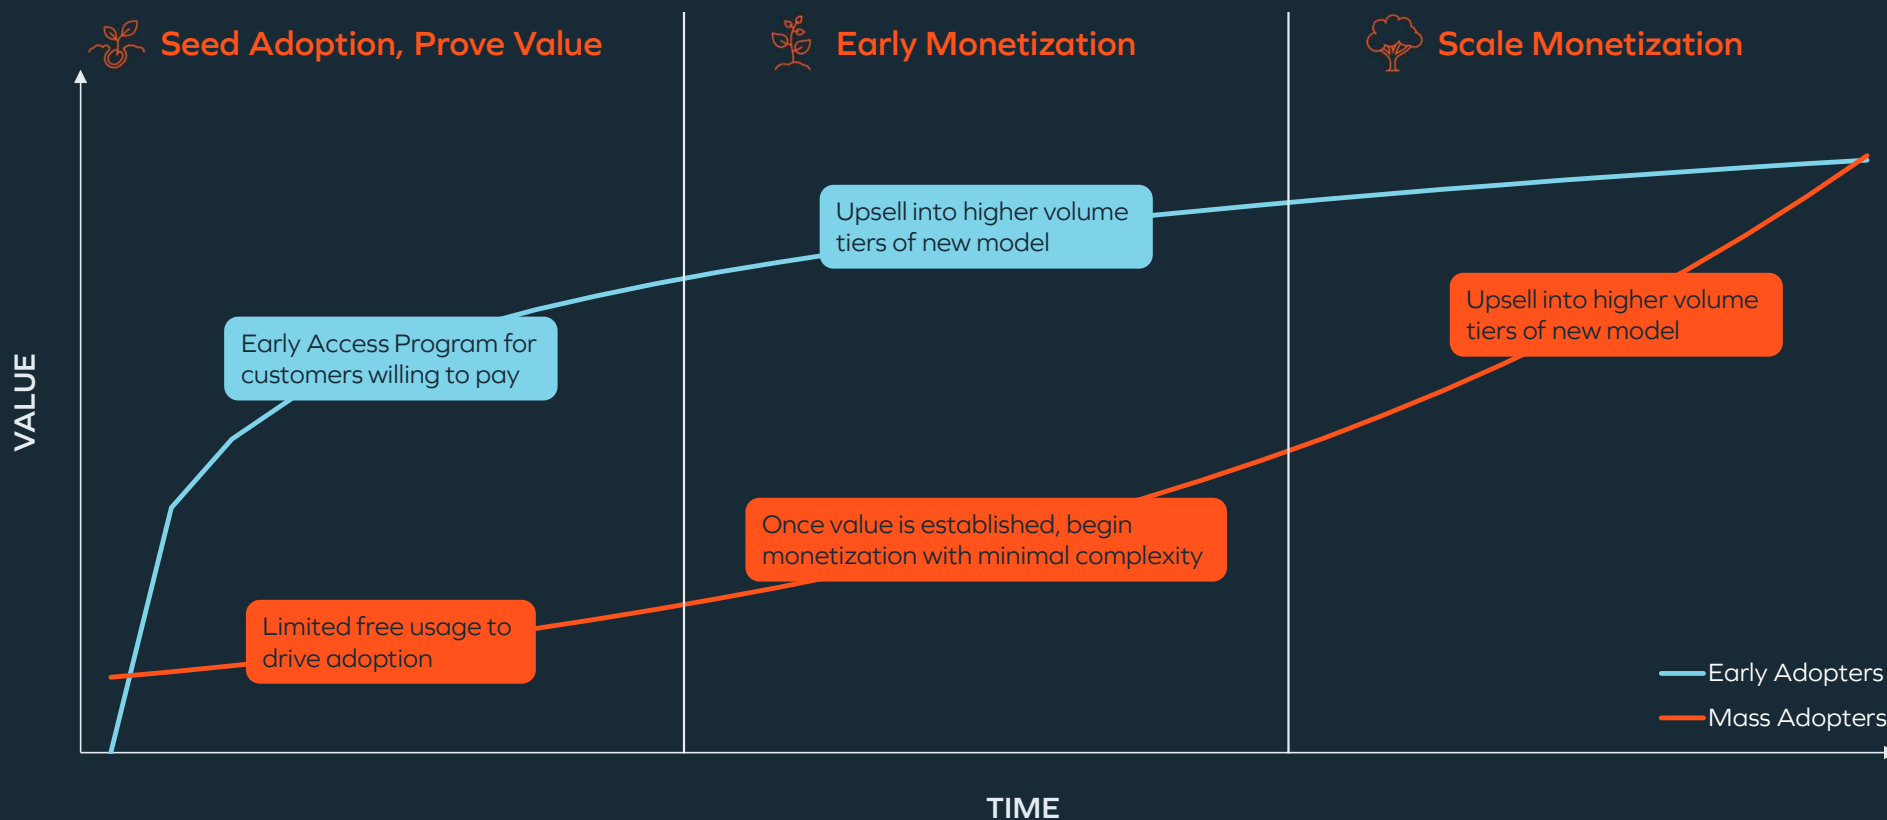 Seed Adoption, Prove Value
Early Monetization
Scale Monetization
Upsell into higher volume
tiers of new model
Early Access Program for
customers willing to pay
Upsell into higher volume
tiers of new model
VALUE
Once value is established, begin
monetization with minimal complexity
Limited free usage to
drive adoption
Early Adopters
Mass Adopters
TIME